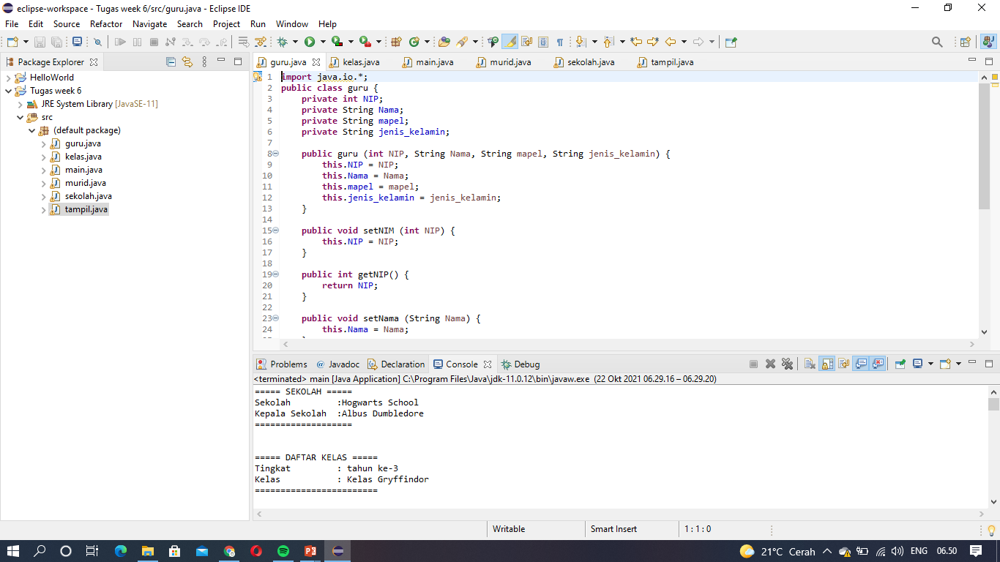 eclipse-workspace - Tugas week 6/src/guru.java - Eclipse IDE
File Edit Source Refactor Navigate Search Project Run Window Help
Package Explorer
HelloWorld
Tugas week 6
JRE System Library [JavaSE-11]
src
(default package)
guru.java
kelas.java
main.java
murid.java
sekolah.java
tampil.java
guru.java kelas.java main.java murid.java sekolah.java tampil.java
1 import java.io.*;
2 public class guru {
3 private int NIP;
4 private String Nama;
5 private String mapel;
6 private String jenis_kelamin;
7
8 public guru (int NIP, String Nama, String mapel, String jenis_kelamin) {
9 this.NIP = NIP;
10 this.Nama = Nama;
11 this.mapel = mapel;
12 this.jenis_kelamin = jenis_kelamin;
13 }
14
15 public void setNIM (int NIP) {
16 this.NIP = NIP;
17 }
18
19 public int getNIP() {
20 return NIP;
21 }
22
23 public void setNama (String Nama) {
24 this.Nama = Nama;
Problems @ Javadoc Declaration Console Debug
<terminated> main [Java Application] C:\Program Files\Java\jdk-11.0.12\bin\javaw.exe (22 Okt 2021 06.29.16 – 06.29.20)
===== SEKOLAH =====
Sekolah :Hogwarts School
Kepala Sekolah :Albus Dumbledore
===================
===== DAFTAR KELAS =====
Tingkat : tahun ke-3
Kelas : Kelas Gryffindor
========================
Writable Smart Insert 1 : 1 : 0
21°C Cerah ENG 06.50